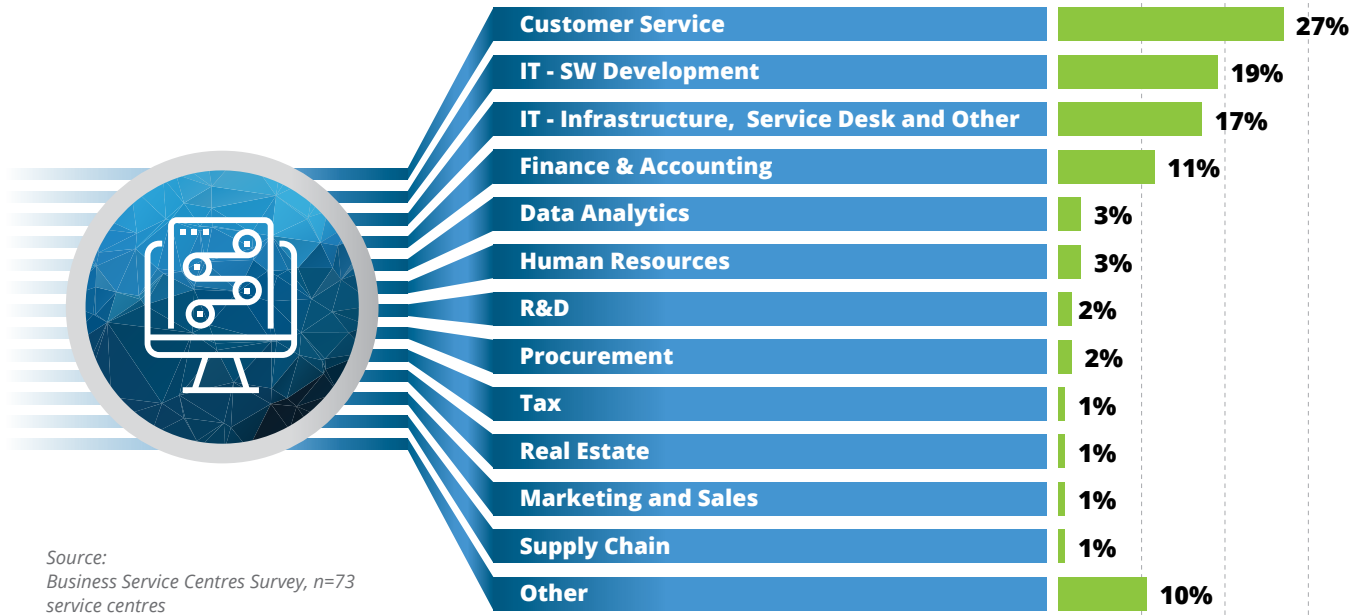 Customer Service 27%
IT - SW Development 19%
IT - Infrastructure, Service Desk and Other 17%
Finance & Accounting 11%
Data Analytics 3%
Human Resources 3%
R&D 2%
Procurement 2%
Tax 1%
Real Estate 1%
Marketing and Sales 1%
Supply Chain 1%
Other 10%
Source:
Business Service Centres Survey, n=73
service centres